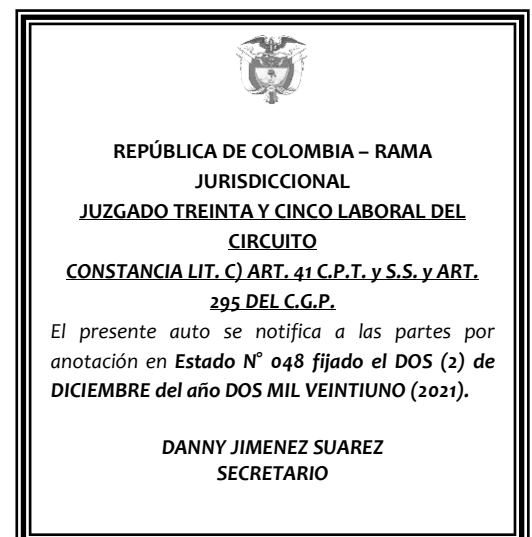 REPÚBLICA DE COLOMBIA – RAMA
JURISDICCIONAL
JUZGADO TREINTA Y CINCO LABORAL DEL
CIRCUITO
CONSTANCIA LIT. C) ART. 41 C.P.T. y S.S. y ART.
295 DEL C.G.P.
El presente auto se notifica a las partes por
anotación en Estado N° 048 fijado el DOS (2) de
DICIEMBRE del año DOS MIL VEINTIUNO (2021).
DANNY JIMENEZ SUAREZ
SECRETARIO